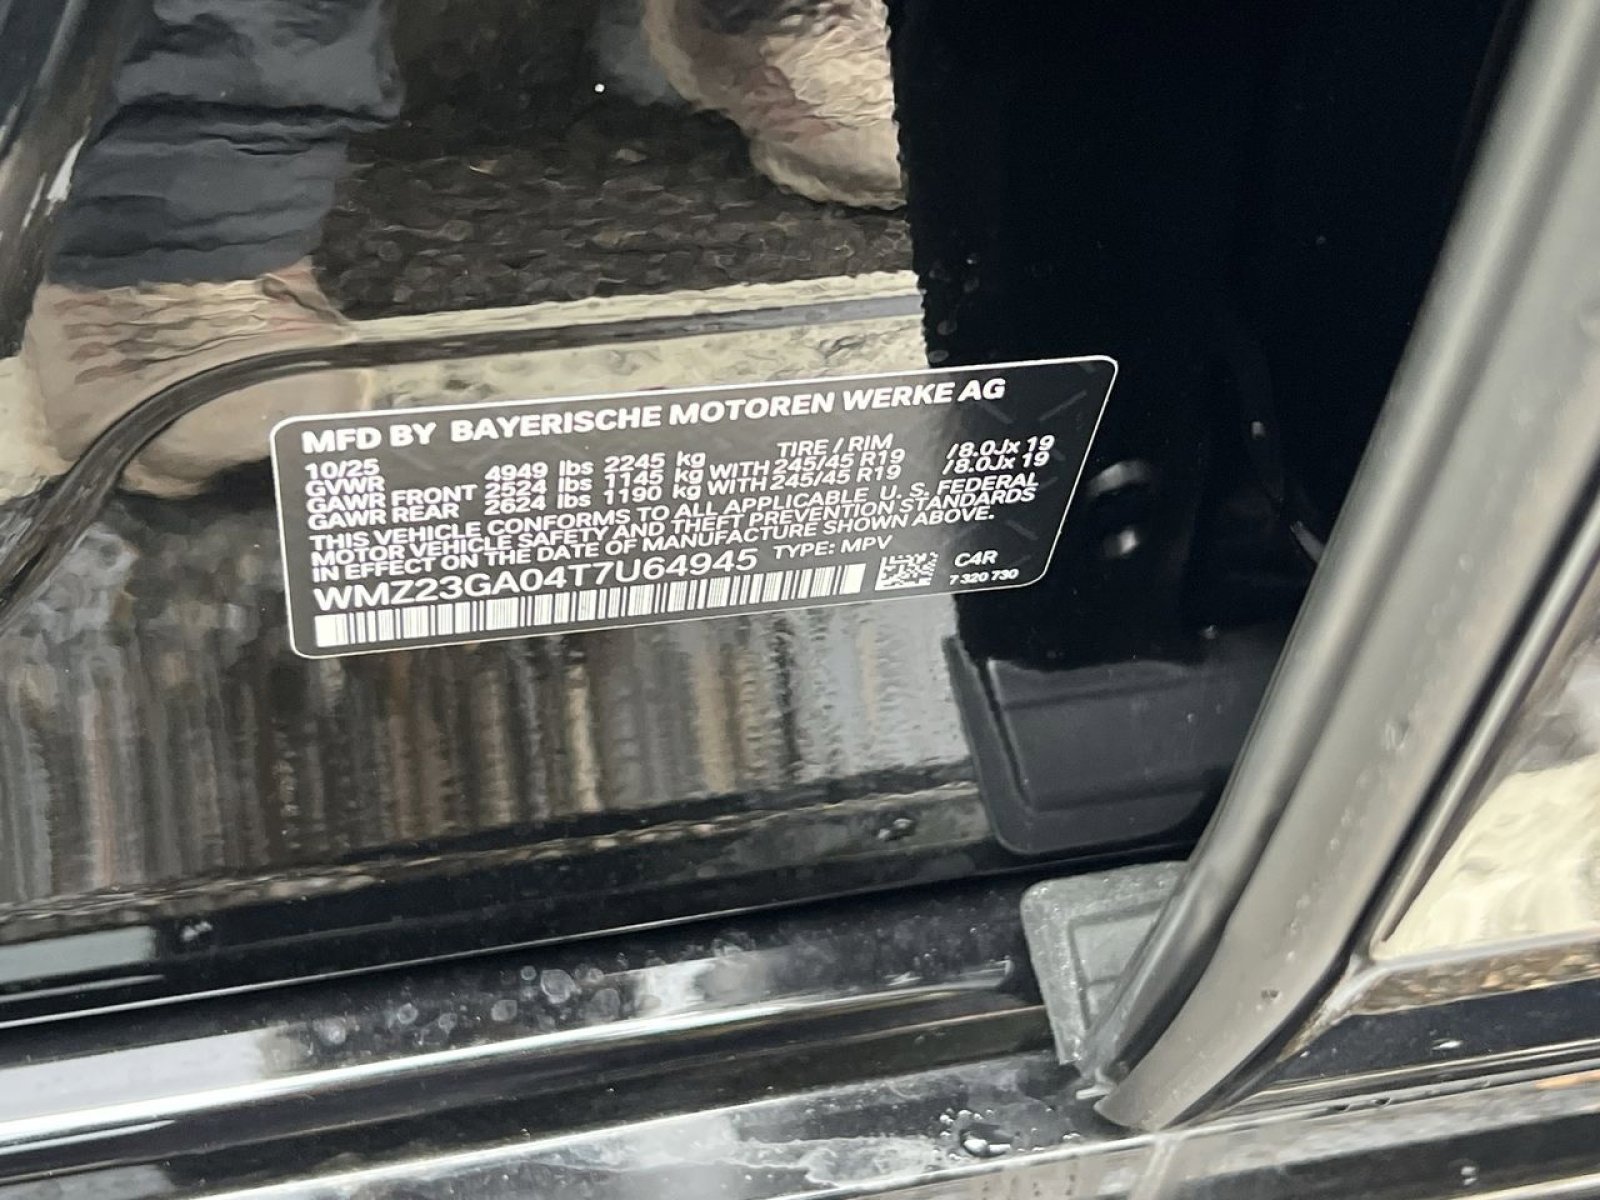 MFD BY BAYERISCHE MOTOREN WERKE AG
10/25 TIRE / RIM
GVWR 4949 lbs 2245 kg
GAWR FRONT 2524 lbs 1145 kg WITH 245/45 R19 /8.0Jx 19
GAWR REAR 2624 lbs 1190 kg WITH 245/45 R19 /8.0Jx 19
THIS VEHICLE CONFORMS TO ALL APPLICABLE U. S. FEDERAL
MOTOR VEHICLE SAFETY AND THEFT PREVENTION STANDARDS
IN EFFECT ON THE DATE OF MANUFACTURE SHOWN ABOVE.
WMZ23GA04T7U64945 TYPE: MPV
C4R
7 320 730